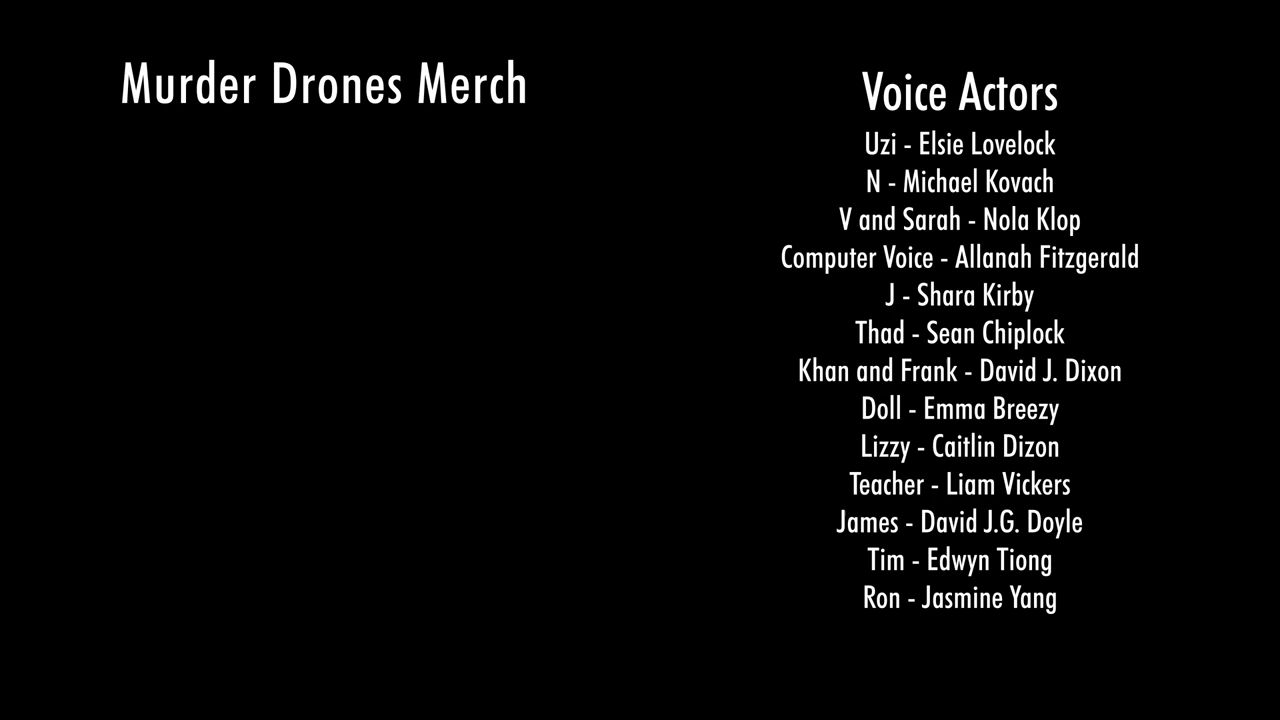 Murder Drones Merch
Voice Actors
Uzi - Elsie Lovelock
N - Michael Kovach
V and Sarah - Nola Klop
Computer Voice - Allanah Fitzgerald
J - Shara Kirby
Thad - Sean Chiplock
Khan and Frank - David J. Dixon
Doll - Emma Breezy
Lizzy - Caitlin Dizon
Teacher - Liam Vickers
James - David J.G. Doyle
Tim - Edwyn Tiong
Ron - Jasmine Yang